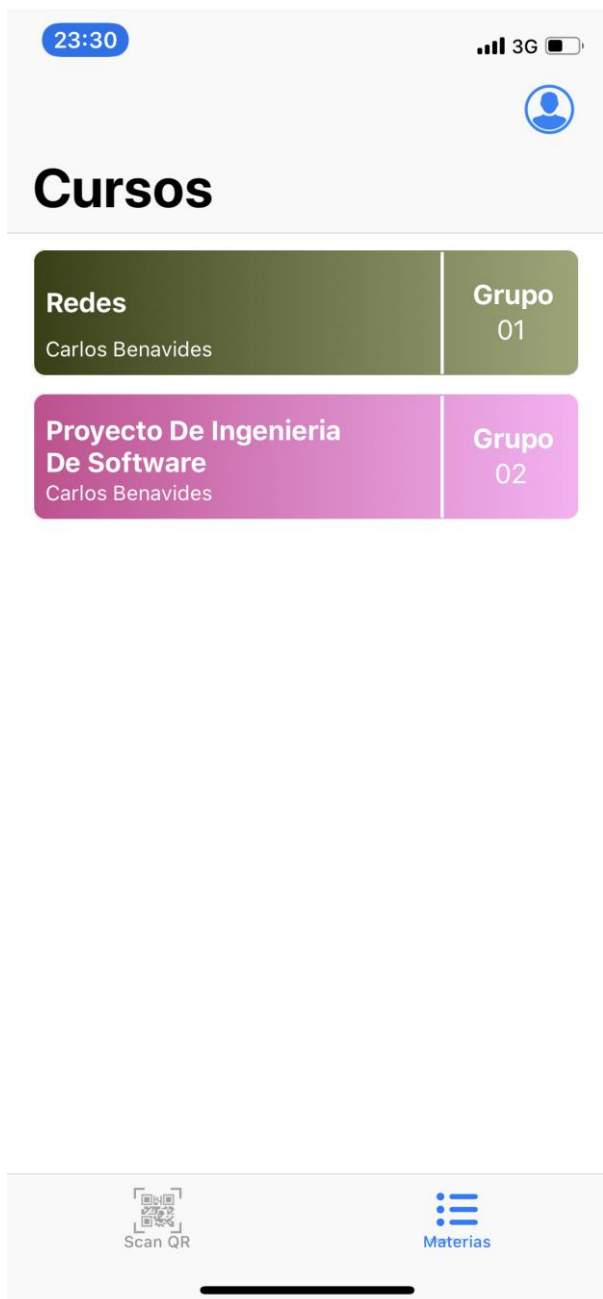 23:30
3G
Cursos
Redes
Carlos Benavides
Grupo
01
Proyecto De Ingenieria
De Software
Carlos Benavides
Grupo
02
Scan QR
Materias